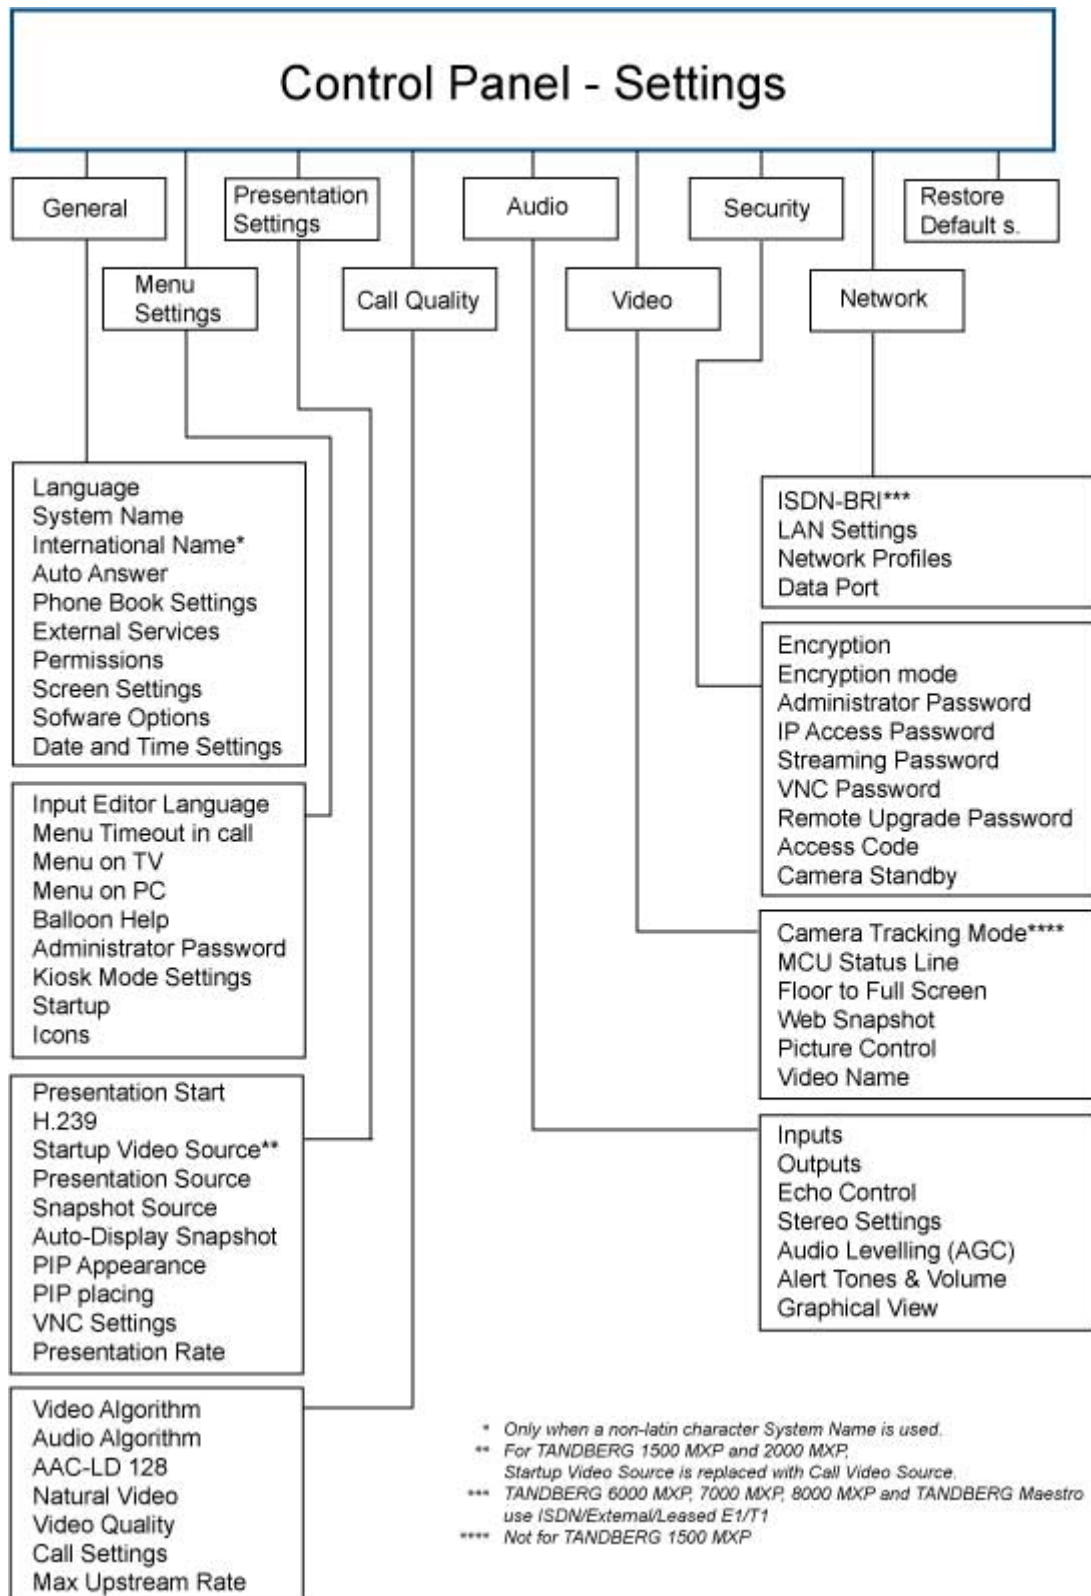 Control Panel - Settings
General
Presentation
Settings
Audio
Security
Restore
Default s.
Menu
Settings
Call Quality
Video
Network
Language
System Name
International Name*
Auto Answer
Phone Book Settings
External Services
Permissions
Screen Settings
Sofware Options
Date and Time Settings
Input Editor Language
Menu Timeout in call
Menu on TV
Menu on PC
Balloon Help
Administrator Password
Kiosk Mode Settings
Startup
Icons
Presentation Start
H.239
Startup Video Source**
Presentation Source
Snapshot Source
Auto-Display Snapshot
PIP Appearance
PIP placing
VNC Settings
Presentation Rate
Video Algorithm
Audio Algorithm
AAC-LD 128
Natural Video
Video Quality
Call Settings
Max Upstream Rate
ISDN-BRI***
LAN Settings
Network Profiles
Data Port
Encryption
Encryption mode
Administrator Password
IP Access Password
Streaming Password
VNC Password
Remote Upgrade Password
Access Code
Camera Standby
Camera Tracking Mode****
MCU Status Line
Floor to Full Screen
Web Snapshot
Picture Control
Video Name
Inputs
Outputs
Echo Control
Stereo Settings
Audio Levelling (AGC)
Alert Tones & Volume
Graphical View
* Only when a non-latin character System Name is used.
** For TANDBERG 1500 MXP and 2000 MXP,
Startup Video Source is replaced with Call Video Source.
*** TANDBERG 6000 MXP, 7000 MXP, 8000 MXP and TANDBERG Maestro
use ISDN/External/Leased E1/T1
**** Not for TANDBERG 1500 MXP